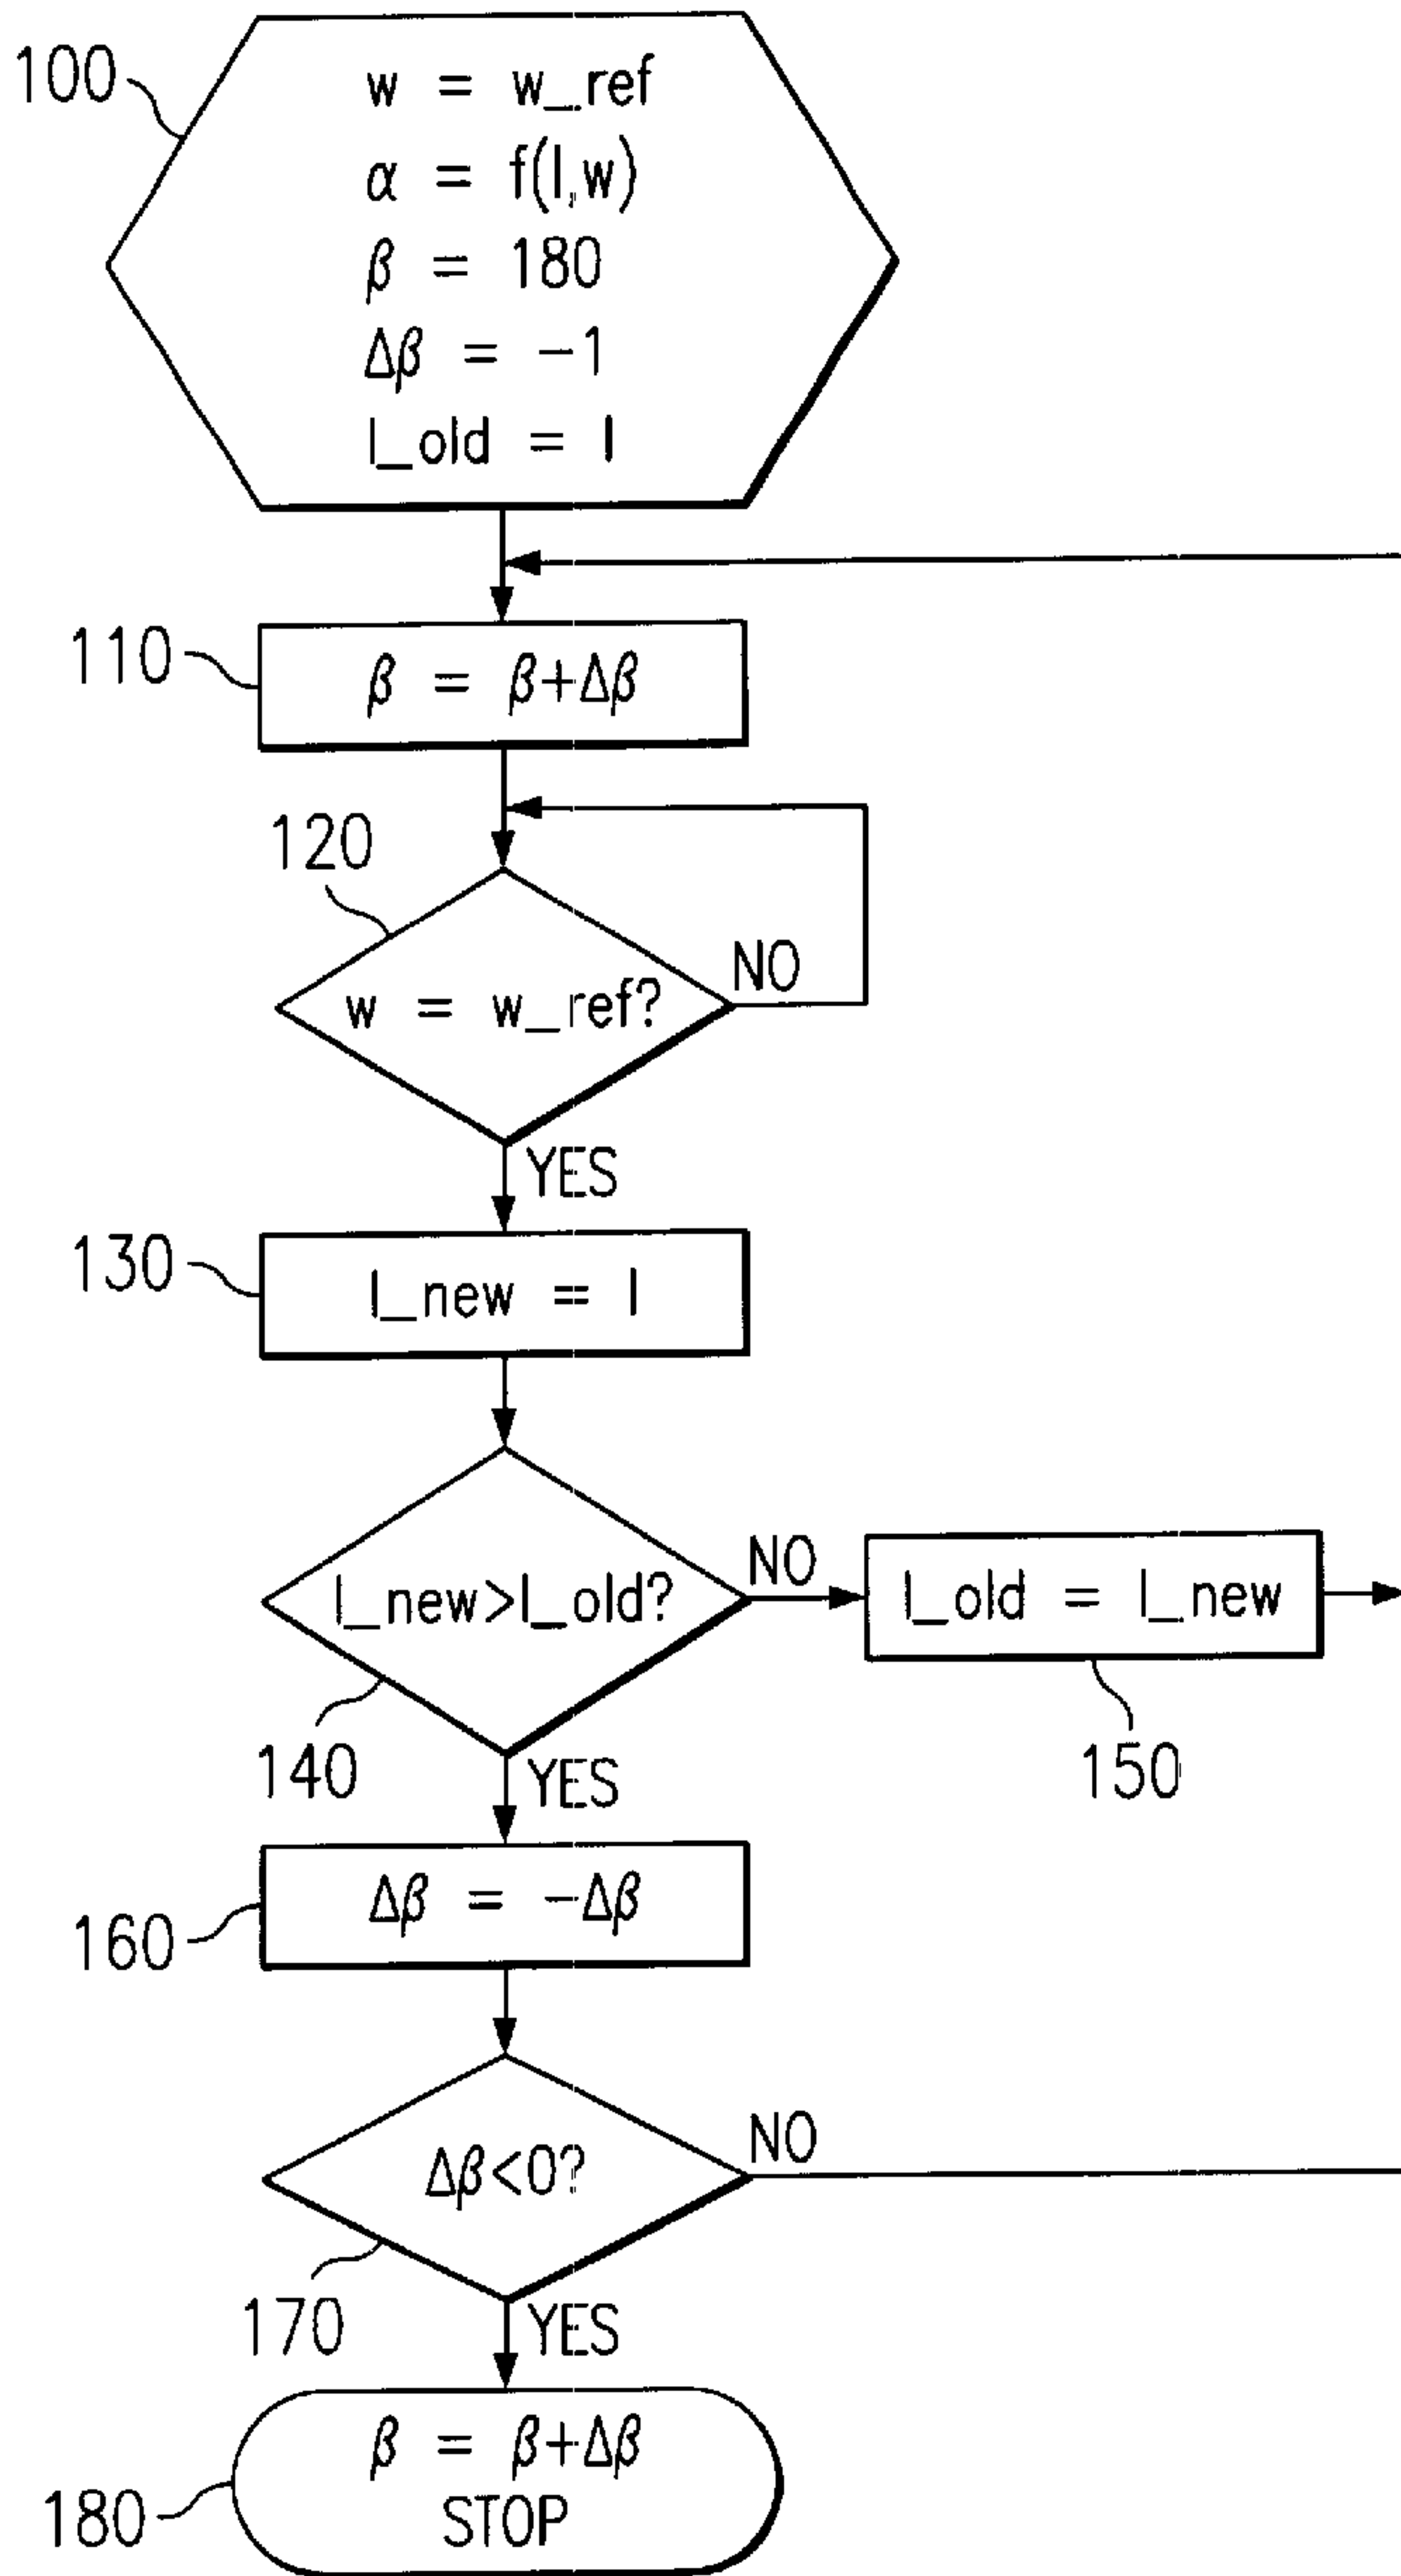 100
w = w_ref
α = f(I,w)
β = 180
Δβ = -1
I_old = I
110
β = β+Δβ
120
w = w_ref?
NO
YES
130
I_new = I
I_new>I_old?
NO
I_old = I_new
140
YES
150
160
Δβ = -Δβ
Δβ<0?
NO
170
YES
180
β = β+Δβ
STOP